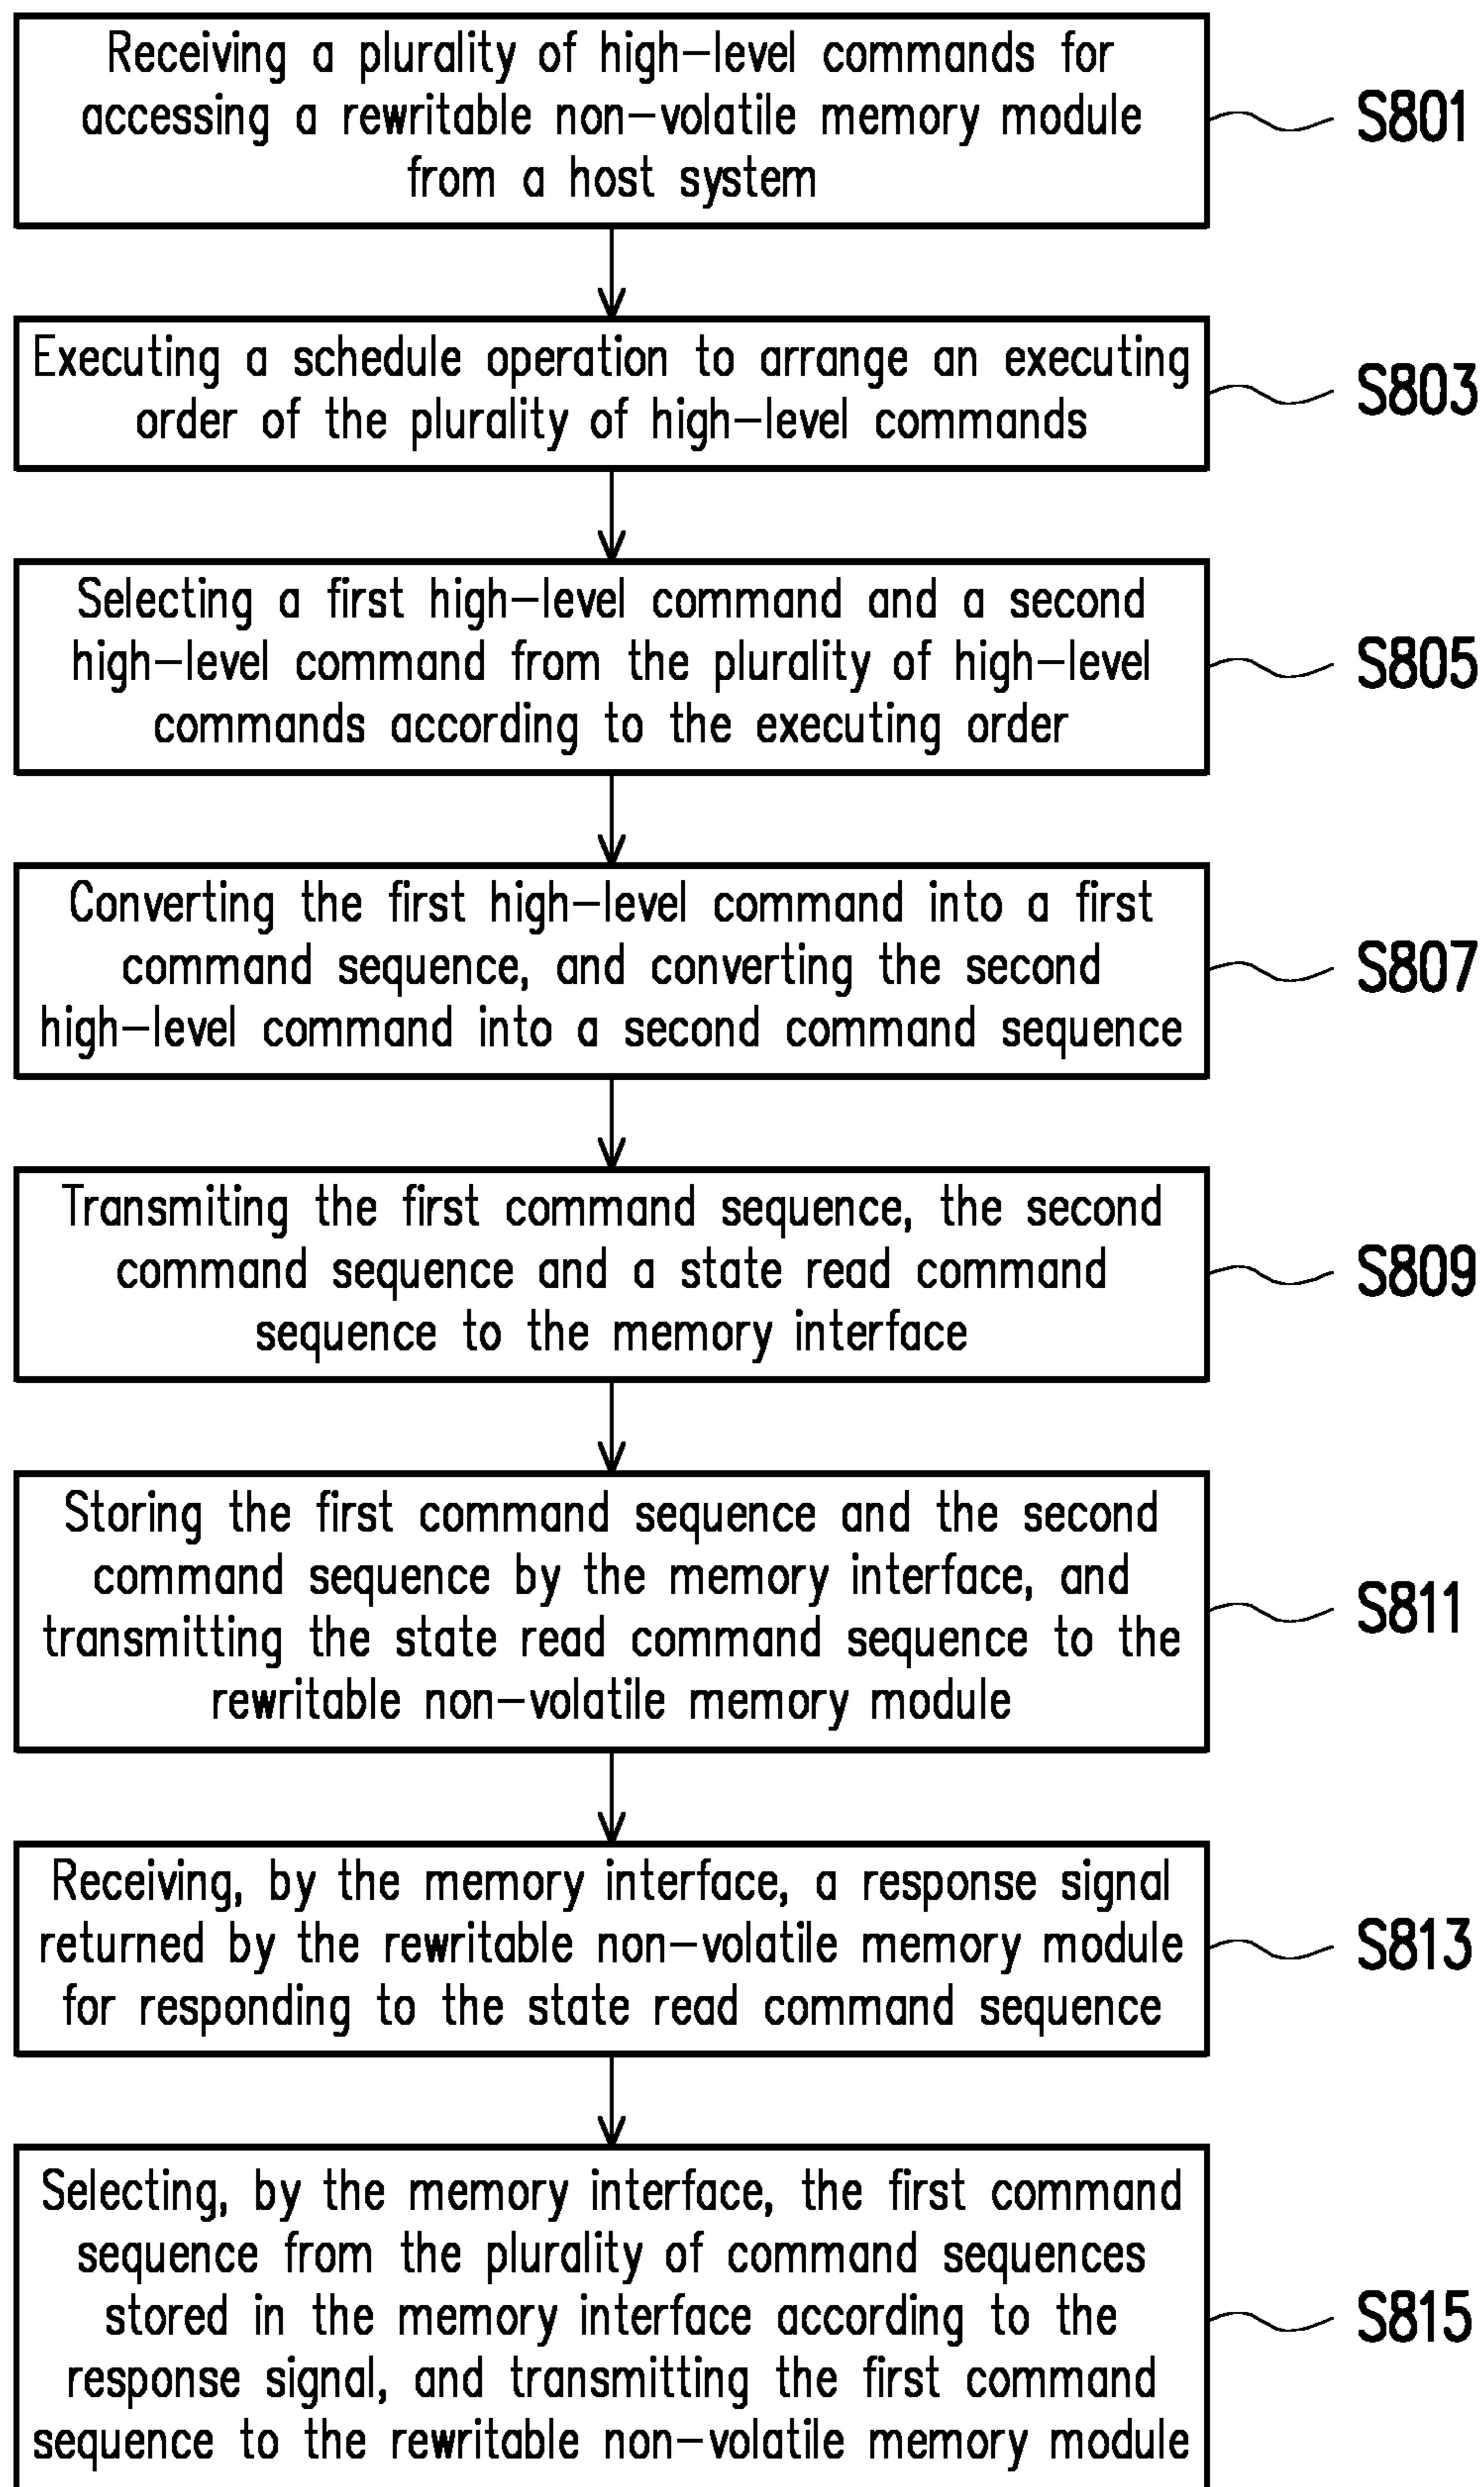 Receiving a plurality of high-level commands for
accessing a rewritable non-volatile memory module
from a host system
S801
Executing a schedule operation to arrange an executing
order of the plurality of high-level commands
S803
Selecting a first high-level command and a second
high-level command from the plurality of high-level
commands according to the executing order
S805
Converting the first high-level command into a first
command sequence, and converting the second
high-level command into a second command sequence
S807
Transmiting the first command sequence, the second
command sequence and a state read command
sequence to the memory interface
S809
Storing the first command sequence and the second
command sequence by the memory interface, and
transmitting the state read command sequence to the
rewritable non-volatile memory module
S811
Receiving, by the memory interface, a response signal
returned by the rewritable non-volatile memory module
for responding to the state read command sequence
S813
Selecting, by the memory interface, the first command
sequence from the plurality of command sequences
stored in the memory interface according to the
response signal, and transmitting the first command
sequence to the rewritable non-volatile memory module
S815